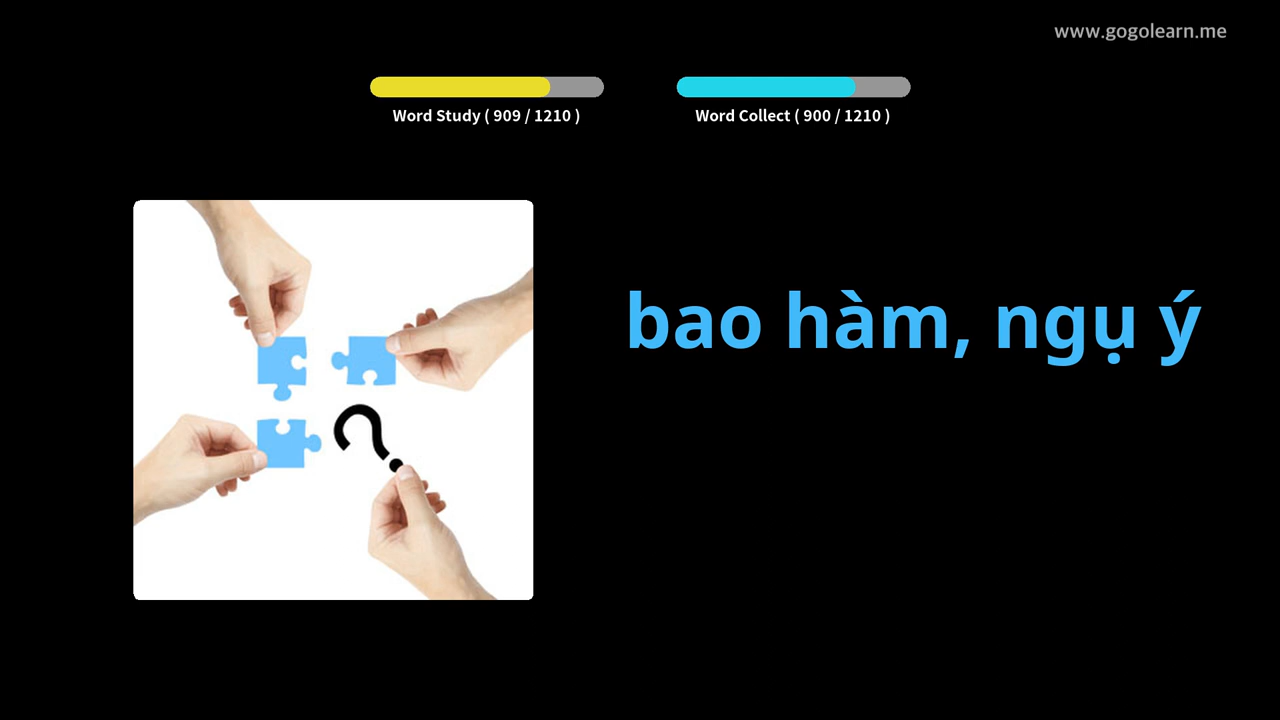 www.gogolearn.me
Word Study ( 909 / 1210 )
Word Collect ( 900 / 1210 )
bao hàm, ngụ ý
?